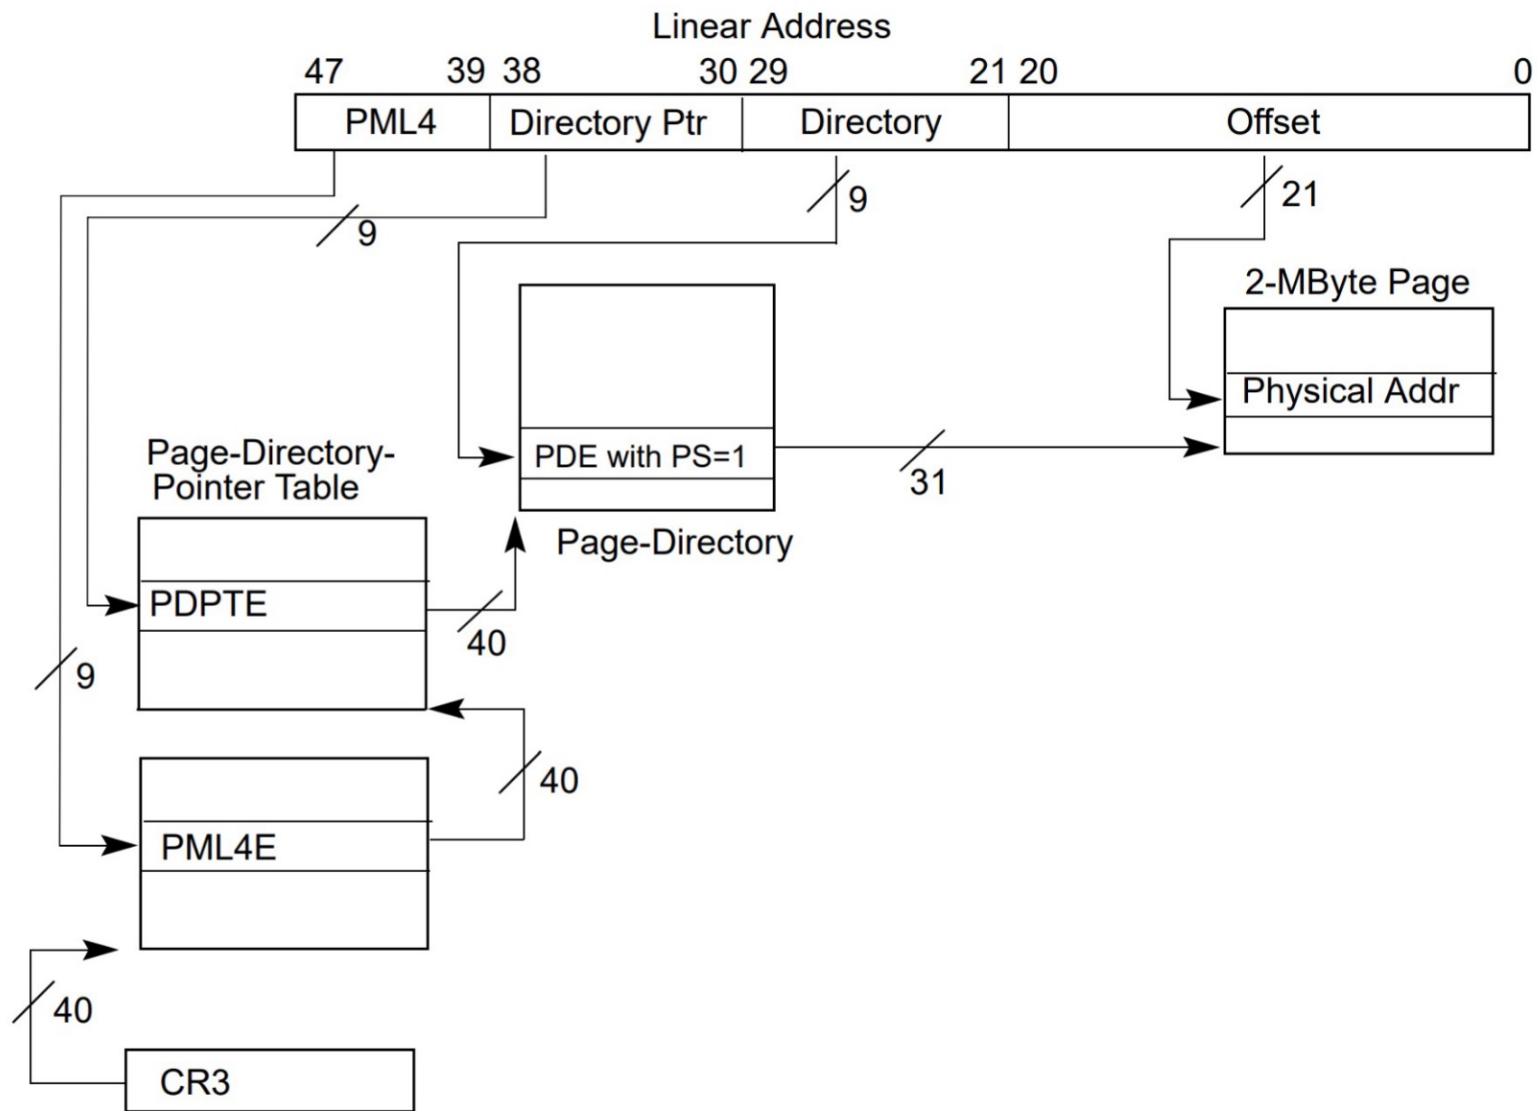 Linear Address
47 39 38 30 29 21 20 0
PML4 Directory Ptr Directory Offset
9
9
21
2-MByte Page
Physical Addr
PDE with PS=1
31
Page-Directory
Page-Directory-
Pointer Table
PDPTE
40
9
40
PML4E
40
CR3